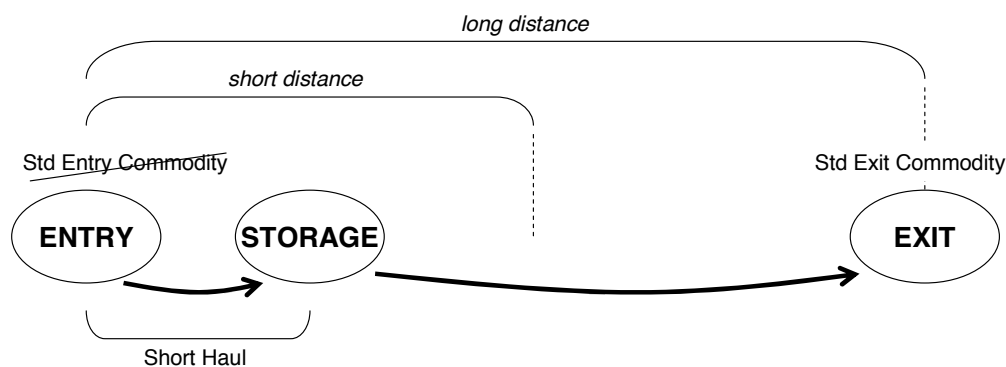 long distance
short distance
Std Entry Commodity
Std Exit Commodity
ENTRY
STORAGE
EXIT
Short Haul